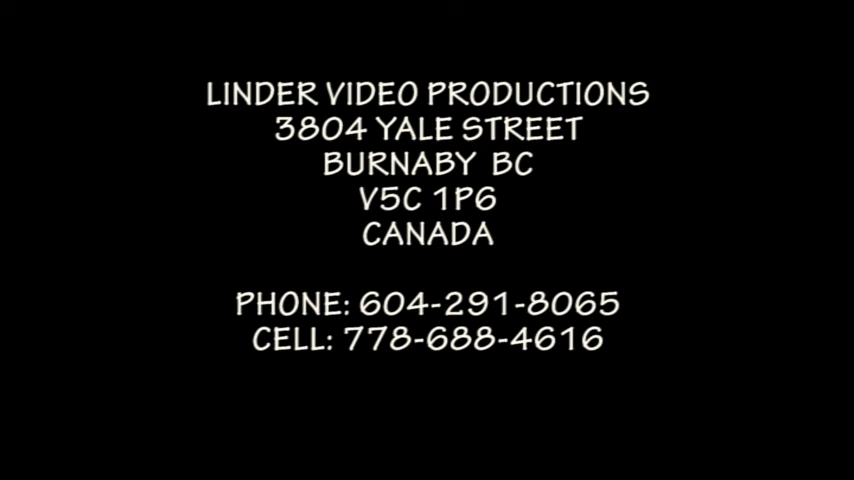 LINDER VIDEO PRODUCTIONS
3804 YALE STREET
BURNABY BC
V5C 1P6
CANADA
PHONE: 604-291-8065
CELL: 778-688-4616